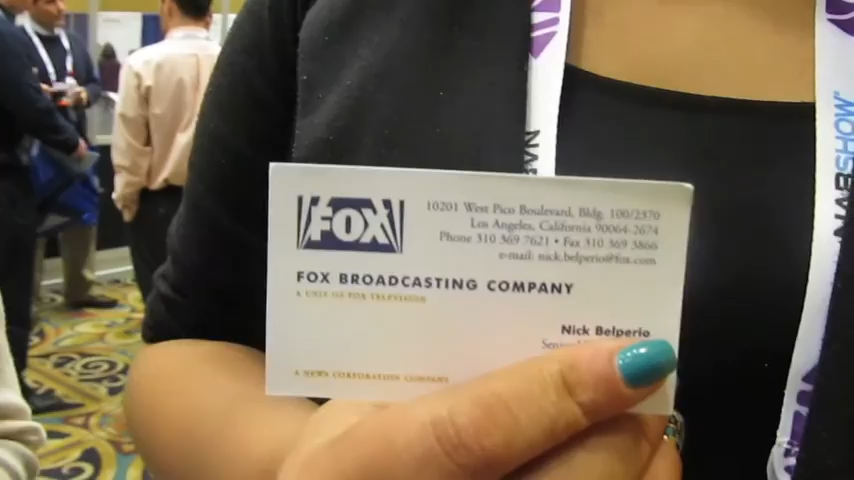 FOX
10201 West Pico Boulevard, Bldg. 100/2370
Los Angeles, California 90064-2674
Phone 310 369 7621 • Fax 310 369 3866
e-mail: nick.belperio@fox.com
FOX BROADCASTING COMPANY
A UNIT OF FOX TELEVISION
Nick Belperio
A NEWS CORPORATION COMPANY
NABSHOW